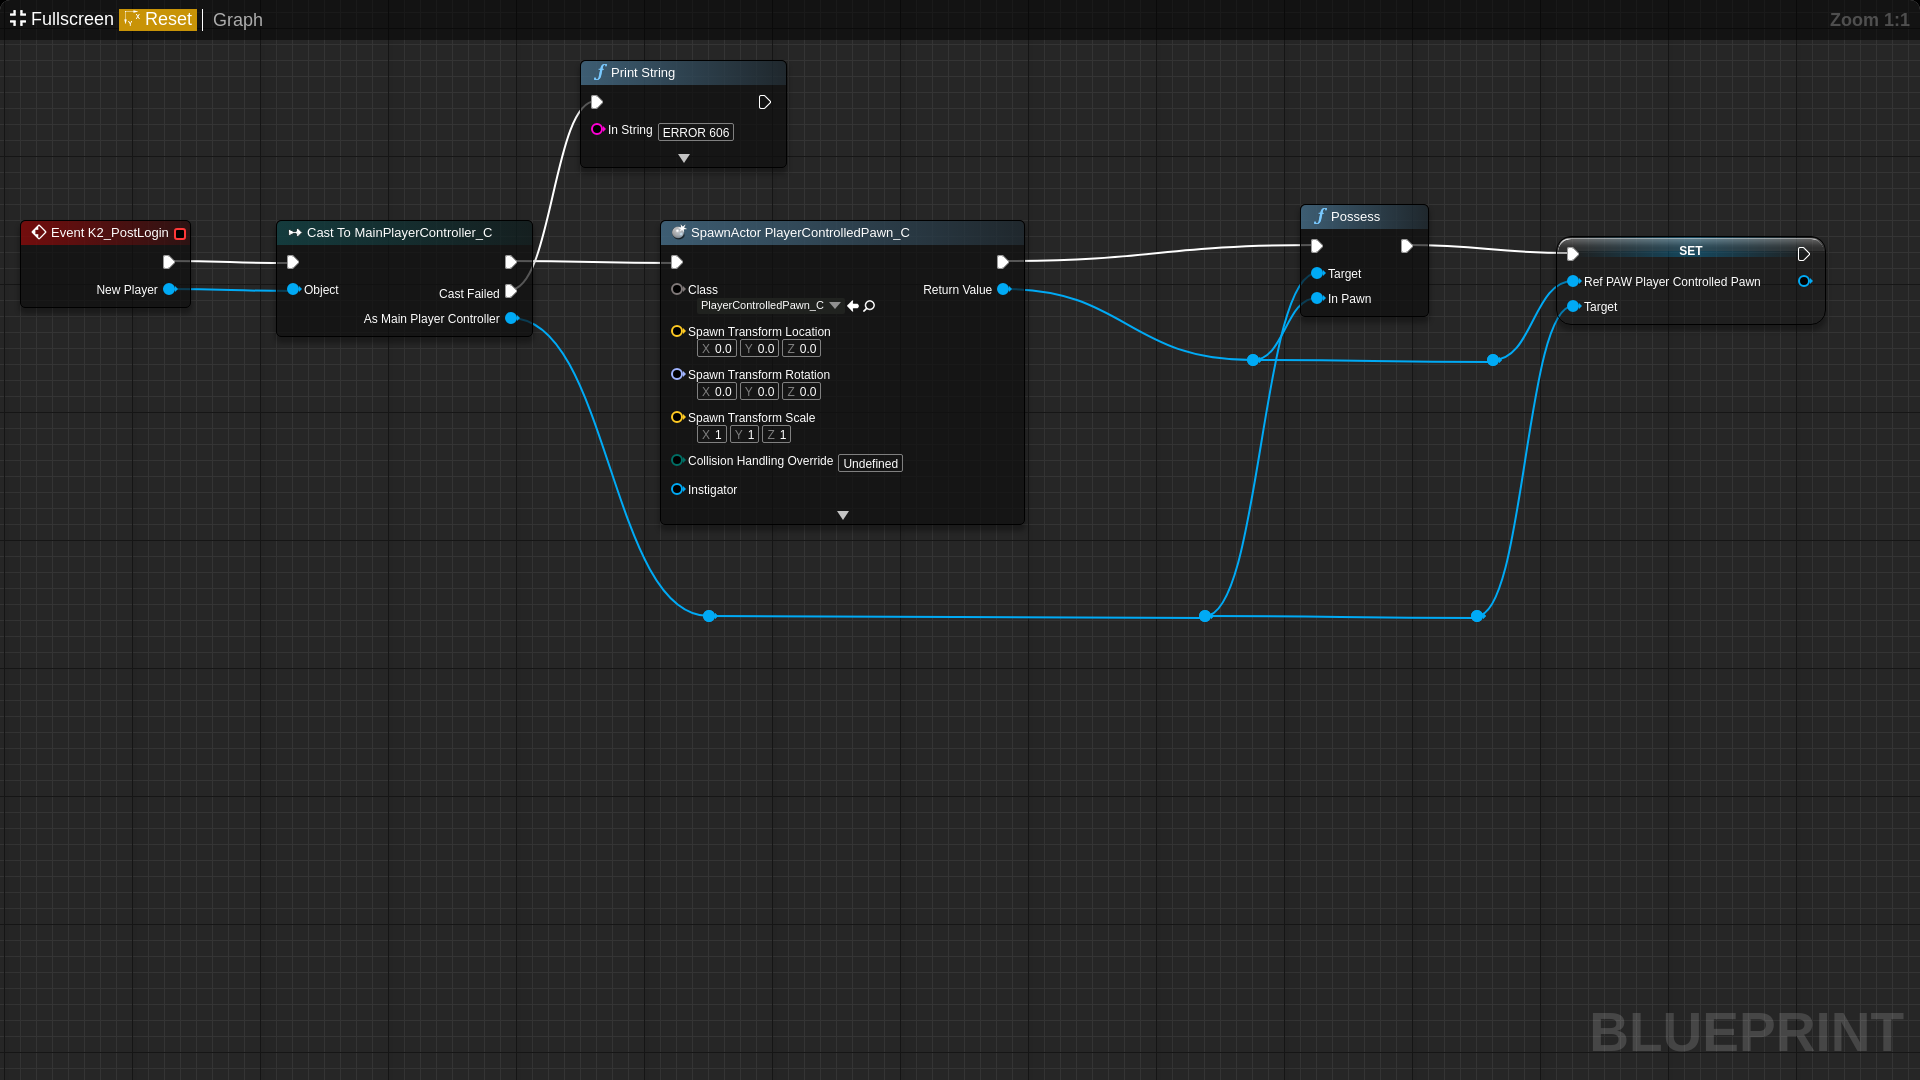 Fullscreen Reset Graph Zoom 1:1
Print String
In String ERROR 606
Event K2_PostLogin
New Player
Cast To MainPlayerController_C
Object
Cast Failed
As Main Player Controller
SpawnActor PlayerControlledPawn_C
Class Return Value
PlayerControlledPawn_C
Spawn Transform Location
X 0.0 Y 0.0 Z 0.0
Spawn Transform Rotation
X 0.0 Y 0.0 Z 0.0
Spawn Transform Scale
X 1 Y 1 Z 1
Collision Handling Override Undefined
Instigator
Possess
Target
In Pawn
SET
Ref PAW Player Controlled Pawn
Target
BLUEPRINT